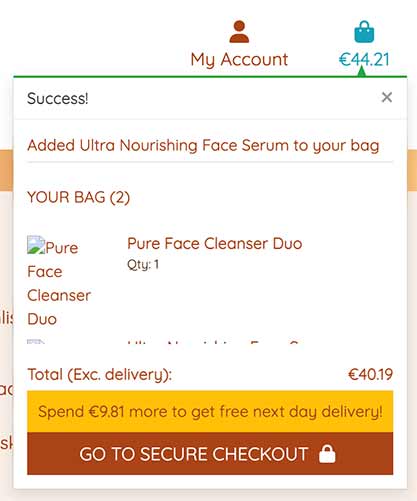 My Account
€44.21
Success!
×
Added Ultra Nourishing Face Serum to your bag
YOUR BAG (2)
Pure
Face
Cleanser
Duo
Pure Face Cleanser Duo
Qty: 1
Total (Exc. delivery): €40.19
Spend €9.81 more to get free next day delivery!
GO TO SECURE CHECKOUT